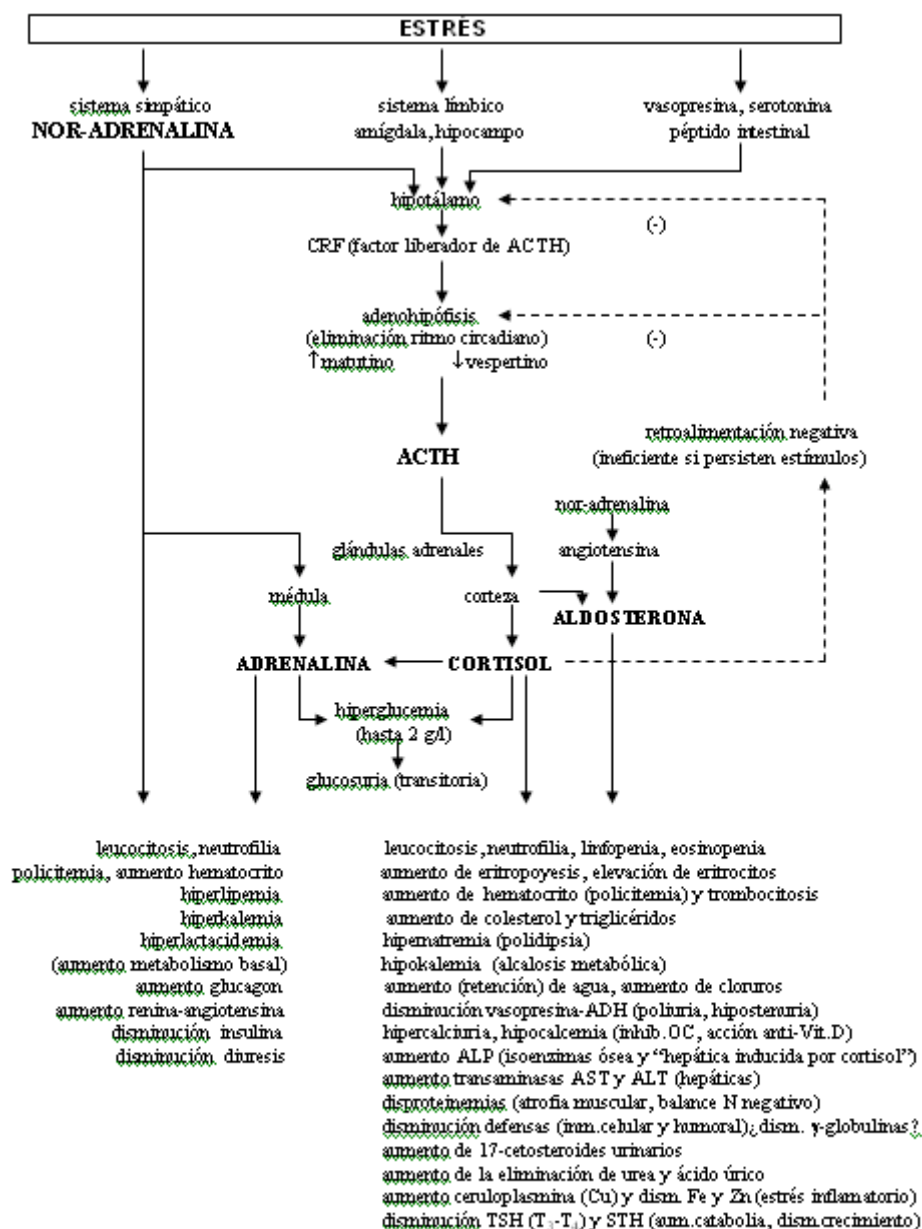 ESTRÉS
sistema simpático
NOR-ADRENALINA
sistema límbico
amígdala, hipocampo
vasopresina, serotonina
péptido intestinal
hipotálamo
(-)
CRF (factor liberador de ACTH)
adenohipófisis
(eliminación ritmo circadiano)
(-)
↑matutino ↓vespertino
retroalimentación negativa
(ineficiente si persisten estímulos)
ACTH
nor-adrenalina
glándulas adrenales
angiotensina
médula
corteza
ALDOSTERONA
ADRENALINA
CORTISOL
hiperglucemia
(hasta 2 g/l)
glucosuria (transitoria)
leucocitosis, neutrofilia
policitemia, aumento hematocrito
hiperlipemia
hiperkalemia
hiperlactacidemia
(aumento metabolismo basal)
aumento glucagon
aumento renina-angiotensina
disminución insulina
disminución diuresis
leucocitosis, neutrofilia, linfopenia, eosinopenia
aumento de eritropoyesis, elevación de eritrocitos
aumento de hematocrito (policitemia) y trombocitosis
aumento de colesterol y triglicéridos
hipernatremia (polidipsia)
hipokalemia (alcalosis metabólica)
aumento (retención) de agua, aumento de cloruros
disminución vasopresina-ADH (poliuria, hipostenuria)
hipercalciuria, hipocalcemia (inhib.OC, acción anti-Vit.D)
aumento ALP (isoenzimas ósea y “hepática inducida por cortisol”)
aumento transaminasas AST y ALT (hepáticas)
disproteinemias (atrofia muscular, balance N negativo)
disminución defensas (inm.celular y humoral)¿dism. γ-globulinas?
aumento de 17-cetosteroides urinarios
aumento de la eliminación de urea y ácido úrico
aumento ceruloplasmina (Cu) y dism. Fe y Zn (estrés inflamatorio)
disminución TSH (T₃-T₄) y STH (aum.catabolia, dism.crecimiento)